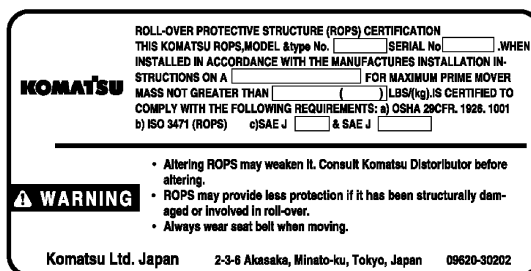 ROLL-OVER PROTECTIVE STRUCTURE (ROPS) CERTIFICATION
THIS KOMATSU ROPS,MODEL &type No. SERIAL No .WHEN
INSTALLED IN ACCORDANCE WITH THE MANUFACTURES INSTALLATION IN-
STRUCTIONS ON A FOR MAXIMUM PRIME MOVER
MASS NOT GREATER THAN ( ) LBS/(kg).IS CERTIFIED TO
COMPLY WITH THE FOLLOWING REQUIREMENTS: a) OSHA 29CFR. 1926. 1001
b) ISO 3471 (ROPS) c)SAE J & SAE J
KOMATSU
• Altering ROPS may weaken it. Consult Komatsu Distoributor before
altering.
• ROPS may provide less protection if it has been structurally dam-
aged or involved in roll-over.
• Always wear seat belt when moving.
WARNING
Komatsu Ltd. Japan 2-3-6 Akasaka, Minato-ku, Tokyo, Japan 09620-30202